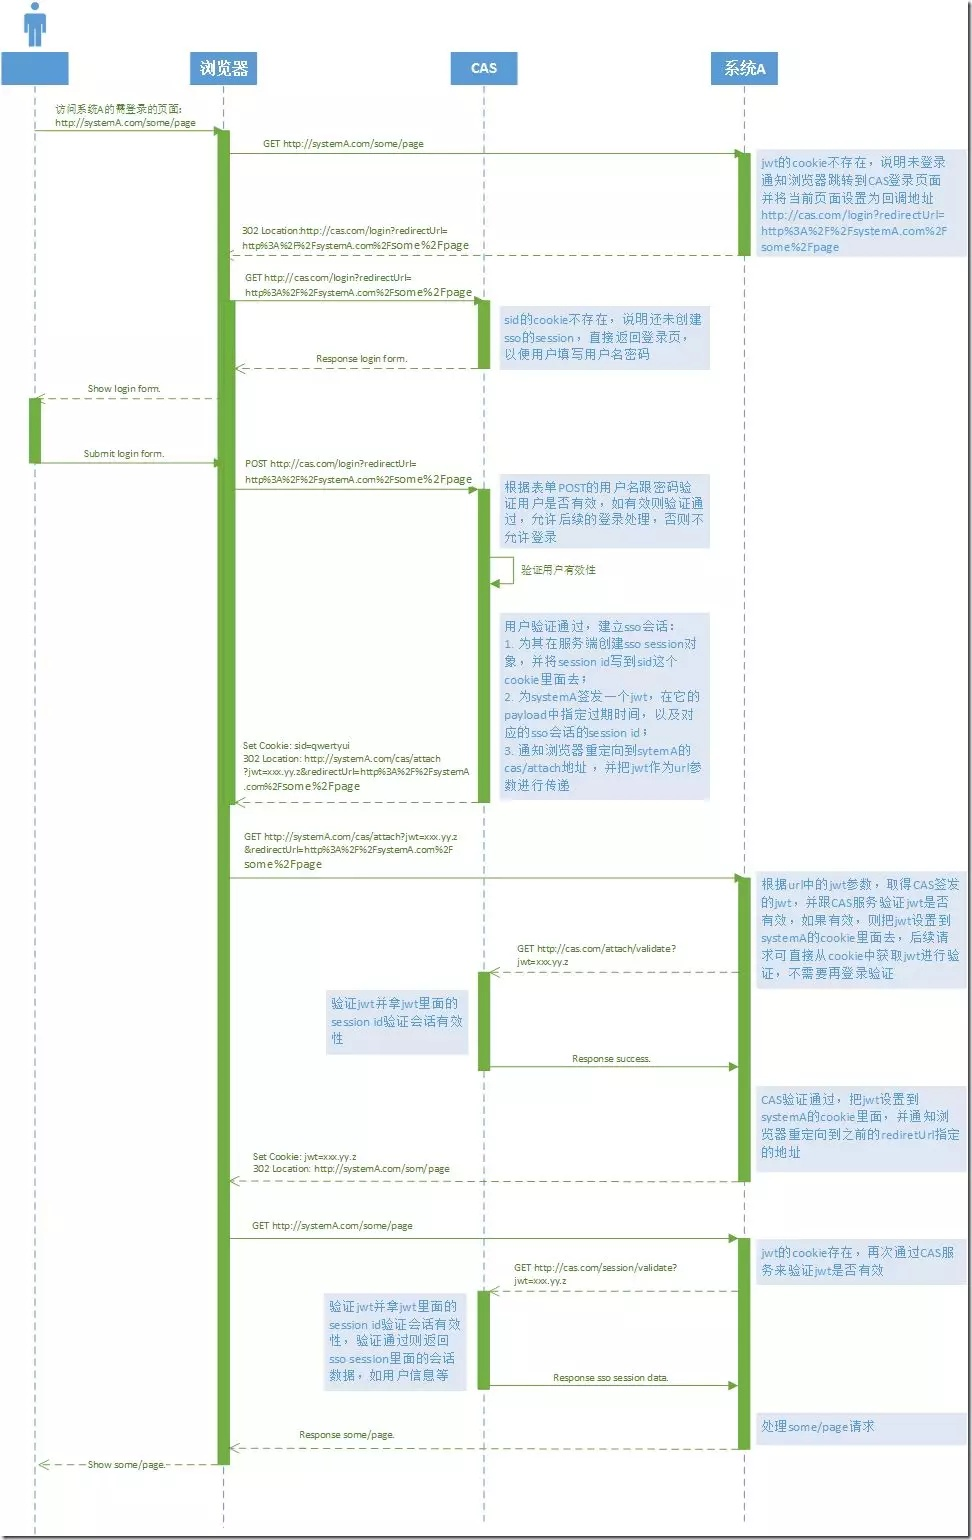 浏览器
CAS
系统A
访问系统A的需登录的页面:
http://systemA.com/some/page
GET http://systemA.com/some/page
jwt的cookie不存在，说明未登录
通知浏览器跳转到CAS登录页面
并将当前页面设置为回调地址
http://cas.com/login?redirectUrl=
http%3A%2F%2FsystemA.com%2F
some%2Fpage
302 Location:http://cas.com/login?redirectUrl=
http%3A%2F%2FsystemA.com%2Fsome%2Fpage
GET http://cas.com/login?redirectUrl=
http%3A%2F%2FsystemA.com%2Fsome%2Fpage
sid的cookie不存在，说明还未创建
sso的session，直接返回登录页，
以便用户填写用户名密码
Response login form.
Show login form.
Submit login form.
POST http://cas.com/login?redirectUrl=
http%3A%2F%2FsystemA.com%2Fsome%2Fpage
根据表单POST的用户名跟密码验
证用户是否有效，如有效则验证通
过，允许后续的登录处理，否则不
允许登录
验证用户有效性
用户验证通过，建立sso会话：
1. 为其在服务端创建sso session对
象，并将session id写到sid这个
cookie里面去；
2. 为systemA签发一个jwt，在它的
payload中指定过期时间，以及对
应的sso会话的session id；
3. 通知浏览器重定向到sytemA的
cas/attach地址，并把jwt作为url参
数进行传递
Set Cookie: sid=qwertyui
302 Location: http://systemA.com/cas/attach
?jwt=xxx.yy.z&redirectUrl=http%3A%2F%2FsystemA
.com%2Fsome%2Fpage
GET http://systemA.com/cas/attach?jwt=xxx.yy.z
&redirectUrl=http%3A%2F%2FsystemA.com%2F
some%2Fpage
根据url中的jwt参数，取得CAS签发
的jwt，并跟CAS服务验证jwt是否
有效，如果有效，则把jwt设置到
systemA的cookie里面去，后续请
求可直接从cookie中获取jwt进行验
证，不需要再登录验证
GET http://cas.com/attach/validate?
jwt=xxx.yy.z
验证jwt并拿jwt里面的
session id验证会话有效
性
Response success.
CAS验证通过，把jwt设置到
systemA的cookie里面，并通知浏
览器重定向到之前的rediretUrl指定
的地址
Set Cookie: jwt=xxx.yy.z
302 Location: http://systemA.com/som/page
GET http://systemA.com/some/page
jwt的cookie存在，再次通过CAS服
务来验证jwt是否有效
GET http://cas.com/session/validate?
jwt=xxx.yy.z
验证jwt并拿jwt里面的
session id验证会话有效
性，验证通过则返回
sso session里面的会话
数据，如用户信息等
Response sso session data.
处理some/page请求
Response some/page.
Show some/page.